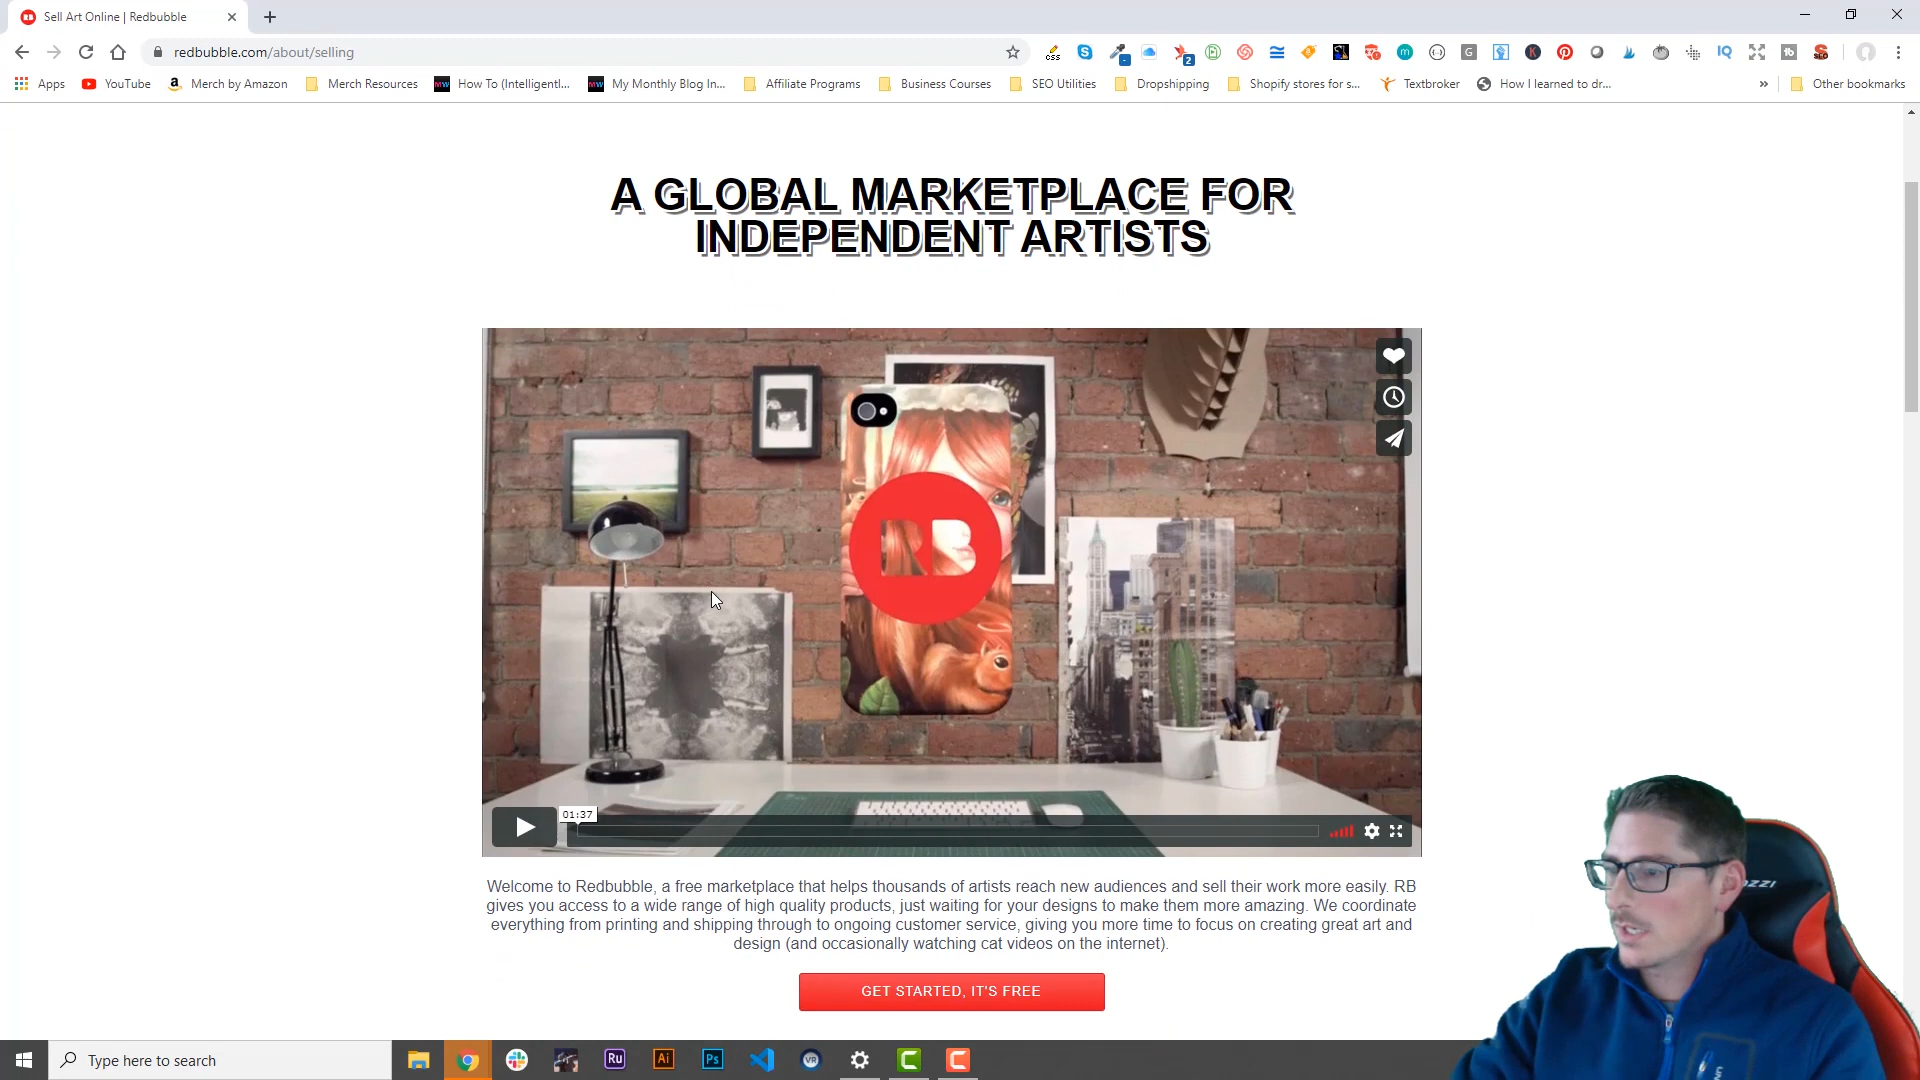 Sell Art Online | Redbubble
redbubble.com/about/selling
Apps YouTube Merch by Amazon Merch Resources How To (Intelligentl... My Monthly Blog In... Affiliate Programs Business Courses SEO Utilities Dropshipping Shopify stores for s... Textbroker How I learned to dr... » Other bookmarks
A GLOBAL MARKETPLACE FOR
INDEPENDENT ARTISTS
RB
01:37
Welcome to Redbubble, a free marketplace that helps thousands of artists reach new audiences and sell their work more easily. RB
gives you access to a wide range of high quality products, just waiting for your designs to make them more amazing. We coordinate
everything from printing and shipping through to ongoing customer service, giving you more time to focus on creating great art and
design (and occasionally watching cat videos on the internet).
GET STARTED, IT'S FREE
Type here to search
Ru Ai Ps VR